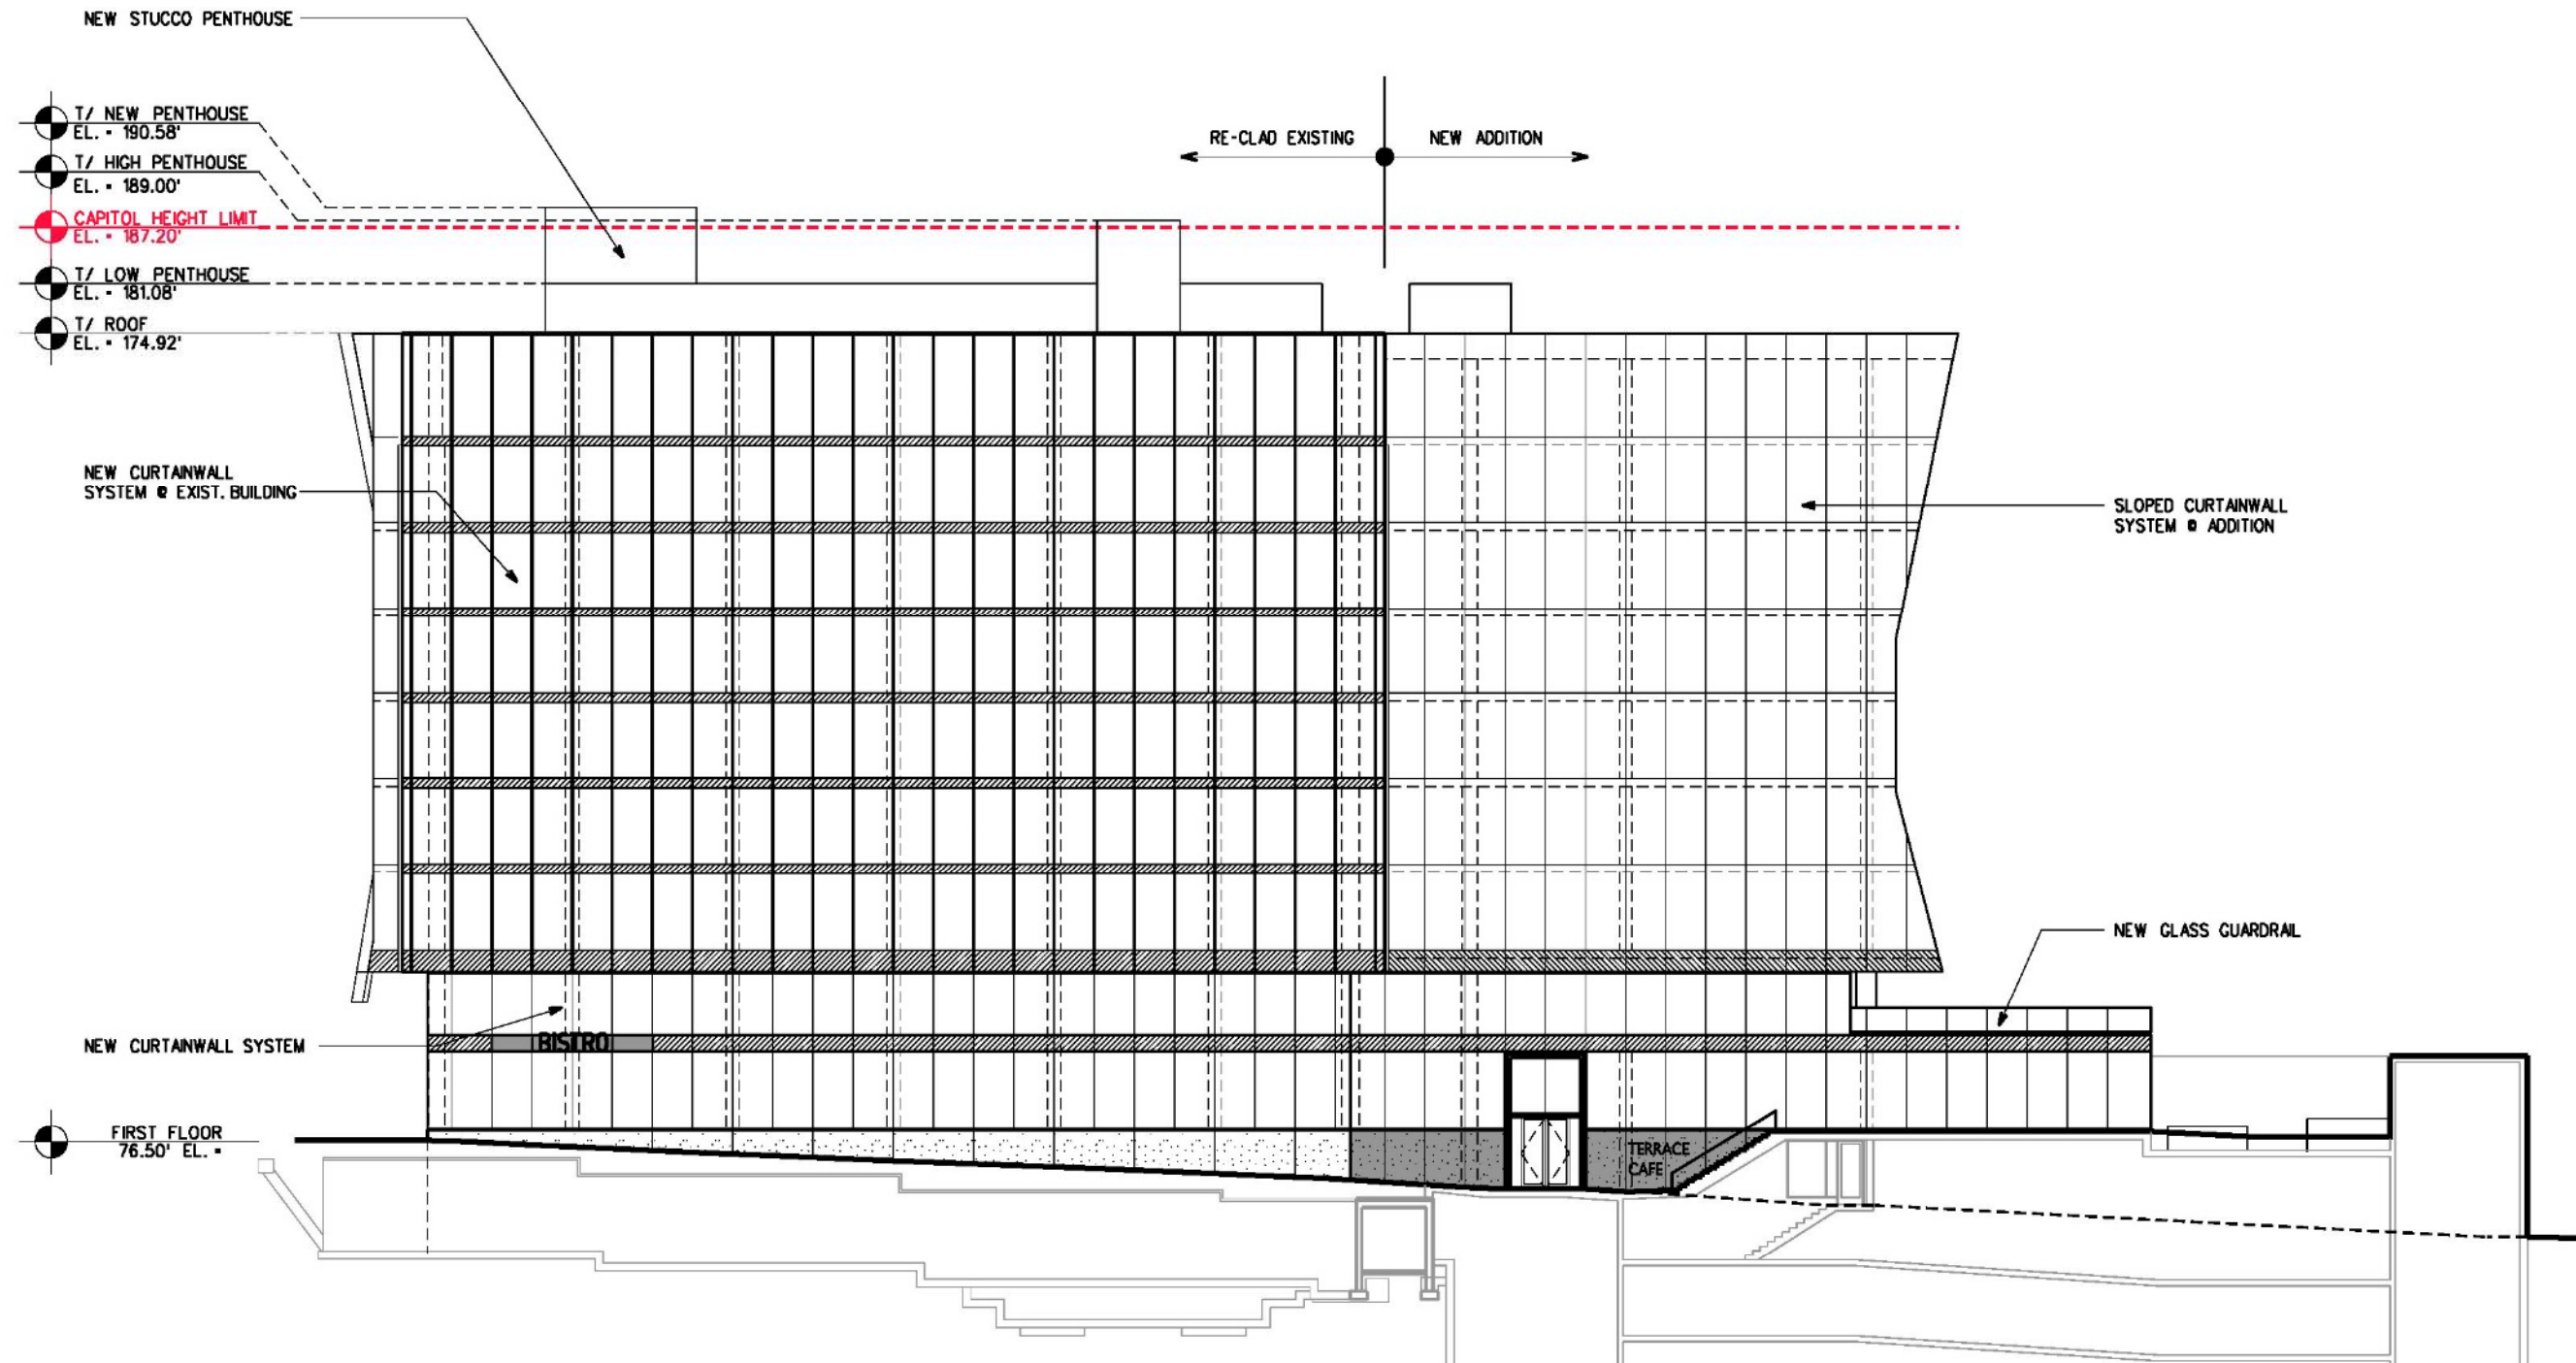 NEW STUCCO PENTHOUSE
T/ NEW PENTHOUSE
EL. = 190.58'
T/ HIGH PENTHOUSE
EL. = 189.00'
CAPITOL HEIGHT LIMIT
EL. = 187.20'
T/ LOW PENTHOUSE
EL. = 181.08'
T/ ROOF
EL. = 174.92'
RE-CLAD EXISTING
NEW ADDITION
NEW CURTAINWALL
SYSTEM @ EXIST. BUILDING
SLOPED CURTAINWALL
SYSTEM @ ADDITION
NEW GLASS GUARDRAIL
NEW CURTAINWALL SYSTEM
BISTRO
FIRST FLOOR
76.50' EL. =
TERRACE
CAFE